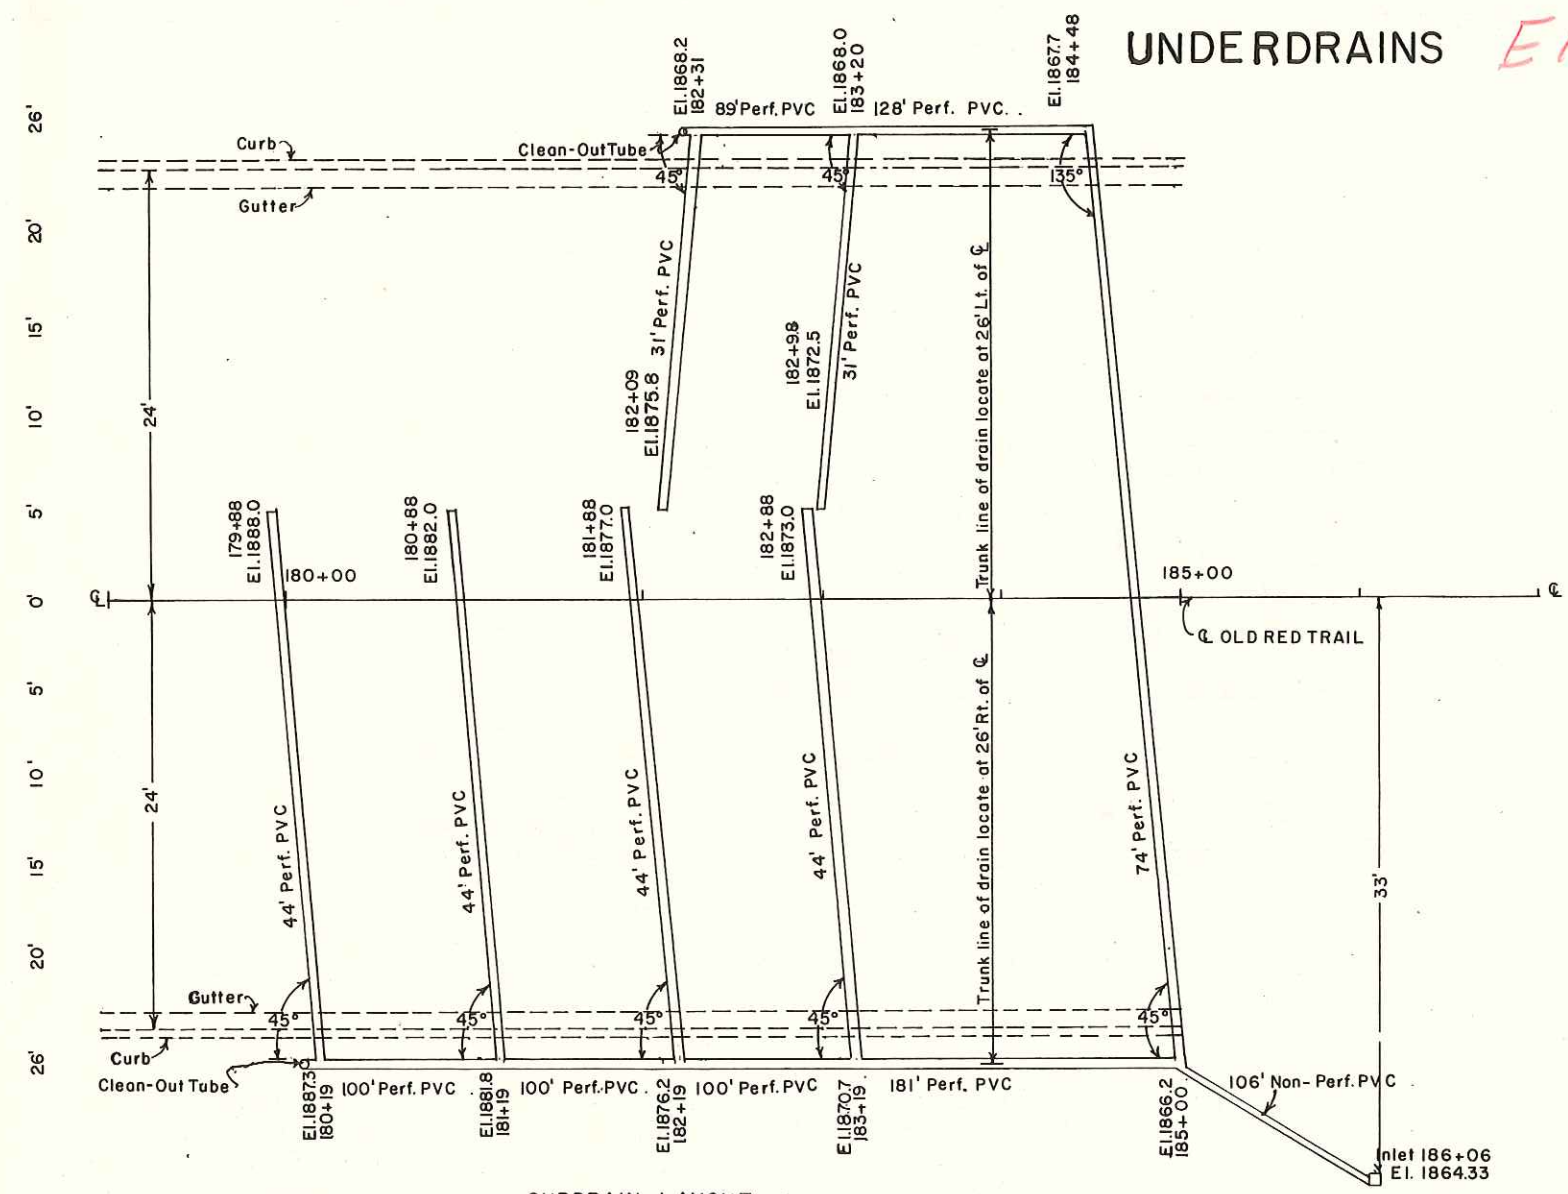 UNDERDRAINS
El.1868.2
182+31
El.1868.0
183+20
El.1867.7
184+48
89' Perf. PVC
128' Perf. PVC.
26'
20'
15'
10'
5'
0'
5'
10'
15'
20'
26'
Curb
Clean-Out Tube
Gutter
45°
45°
135°
24'
31' Perf. PVC
31' Perf. PVC
182+09
El.1875.8
182+9.8
El.1872.5
Trunk line of drain locate at 26' Lt. of ℄
179+88
El.1888.0
180+88
El.1882.0
181+88
El.1877.0
182+88
El.1873.0
180+00
185+00
℄
℄
℄ OLD RED TRAIL
24'
44' Perf. PVC
44' Perf. PVC
44' Perf. PVC
44' Perf. PVC
Trunk line of drain locate at 26' Rt. of ℄
74' Perf. PVC
33'
Gutter
45°
45°
45°
45°
45°
Curb
Clean-Out Tube
El.1887.3
180+19
100' Perf. PVC
El.1881.8
181+19
100' Perf. PVC.
El.1876.2
182+19
100' Perf. PVC
El.1870.7
183+19
181' Perf. PVC
El.1866.2
185+00
106' Non-Perf. PVC
Inlet 186+06
El. 1864.33